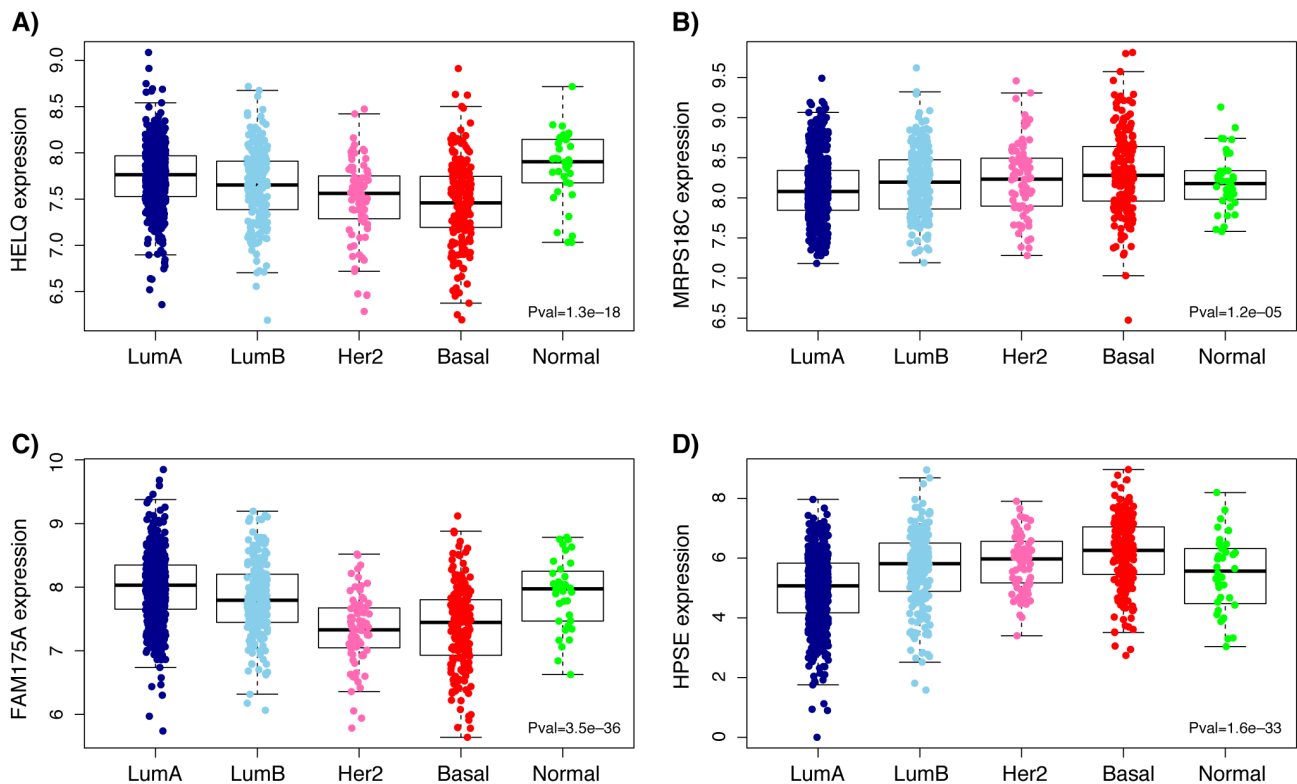 A)
HELQ expression
9.0
8.5
8.0
7.5
7.0
6.5
Pval=1.3e–18
LumA LumB Her2 Basal Normal
B)
MRPS18C expression
9.5
9.0
8.5
8.0
7.5
7.0
6.5
Pval=1.2e–05
LumA LumB Her2 Basal Normal
C)
FAM175A expression
10
9
8
7
6
Pval=3.5e–36
LumA LumB Her2 Basal Normal
D)
HPSE expression
8
6
4
2
0
Pval=1.6e–33
LumA LumB Her2 Basal Normal